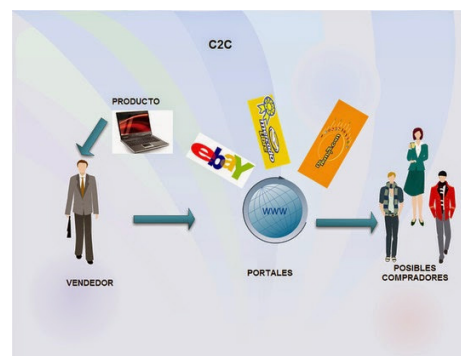 C2C
PRODUCTO
ebay
WWW
VENDEDOR
PORTALES
POSIBLES
COMPRADORES